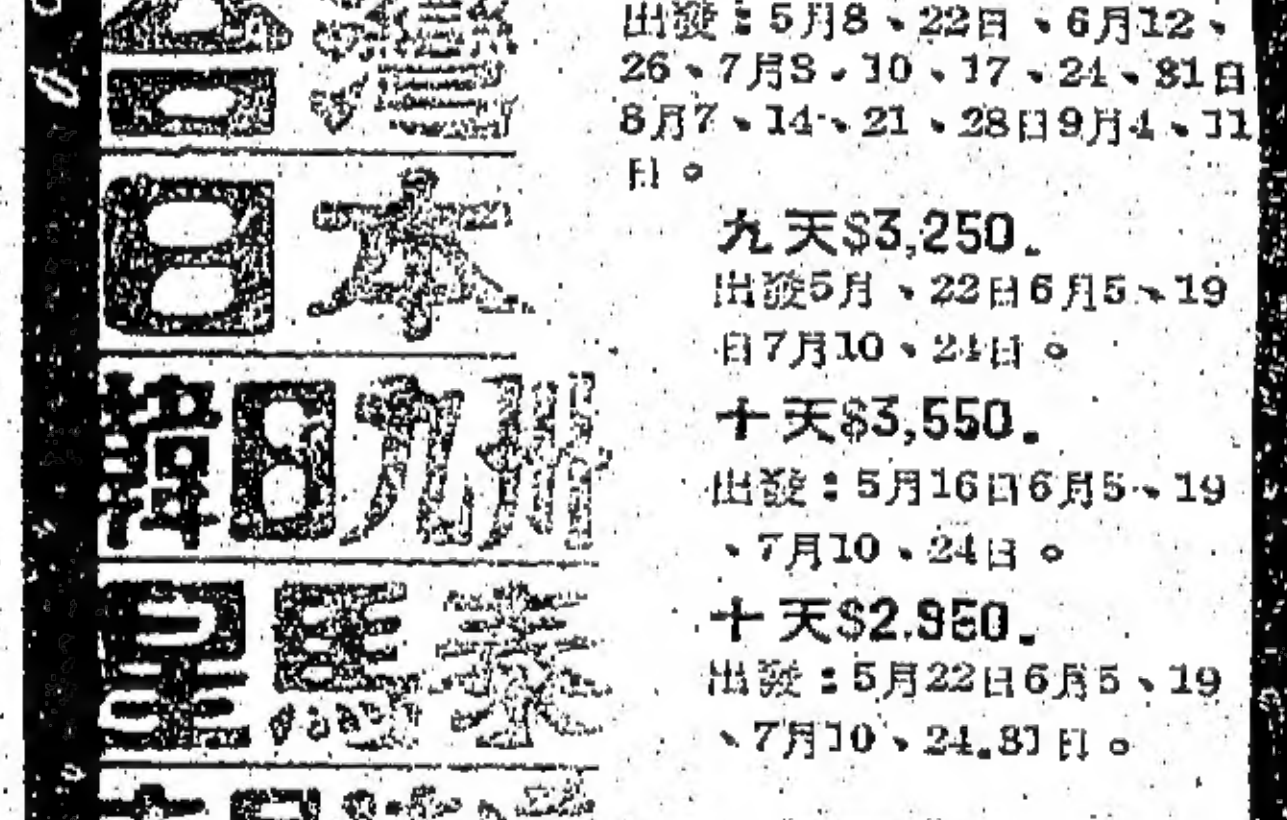 出發：5月8、22日、6月12、
26、7月3、10、17、24、31日
8月7、14、21、28日9月4、11
日。
日本
九天$3,250.
出發5月、22日6月5、19
日7月10、24日。
韓日九州
十天$3,550.
出發：5月16日6月5、19
、7月10、24日。
星馬泰
十天$2,950.
出發：5月22日6月5、19
、7月10、24.31日。